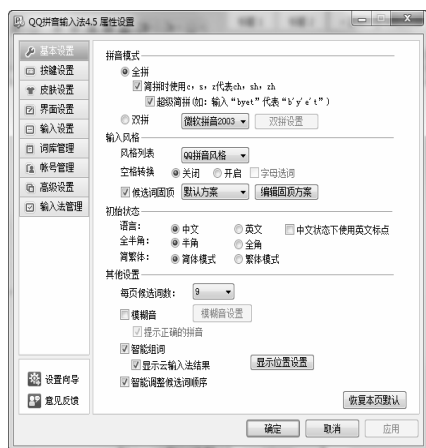 QQ拼音输入法4.5 属性设置
基本设置
按键设置
皮肤设置
界面设置
输入设置
词库管理
帐号管理
高级设置
输入法管理
设置向导
意见反馈
拼音模式
全拼
简拼时使用c, s, z代表ch, sh, zh
超级简拼(如: 输入 "byet" 代表 "b'y'e't" )
双拼 微软拼音2003 双拼设置
输入风格
风格列表 QQ拼音风格
空格转换 关闭 开启 字母选词
候选词固顶 默认方案 编辑固顶方案
初始状态
语言: 中文 英文 中文状态下使用英文标点
全半角: 半角 全角
简繁体: 简体模式 繁体模式
其他设置
每页候选词数: 9
模糊音 模糊音设置
提示正确的拼音
智能组词
显示云输入法结果 显示位置设置
智能调整候选词顺序
恢复本页默认
确定 取消 应用